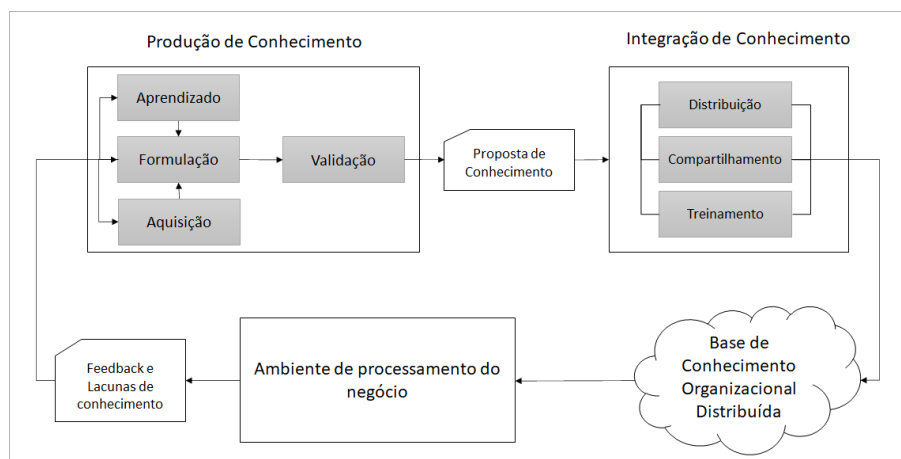 Produção de Conhecimento
Integração de Conhecimento
Aprendizado
Formulação
Aquisição
Validação
Proposta de
Conhecimento
Distribuição
Compartilhamento
Treinamento
Feedback e
Lacunas de
conhecimento
Ambiente de processamento do
negócio
Base de
Conhecimento
Organizacional
Distribuída